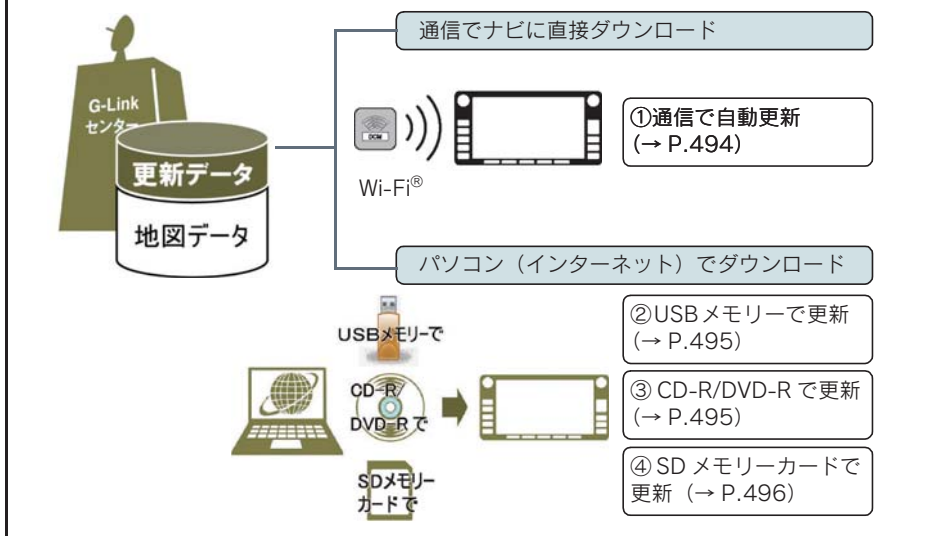 通信でナビに直接ダウンロード
G-Link
センター
更新データ
地図データ
DCM
Wi-Fi®
①通信で自動更新
(→ P.494)
パソコン（インターネット）でダウンロード
USBメモリーで
②USBメモリーで更新
(→ P.495)
CD-R/
DVD-Rで
③ CD-R/DVD-R で更新
(→ P.495)
SDメモリー
カードで
④ SD メモリーカードで
更新（→ P.496）